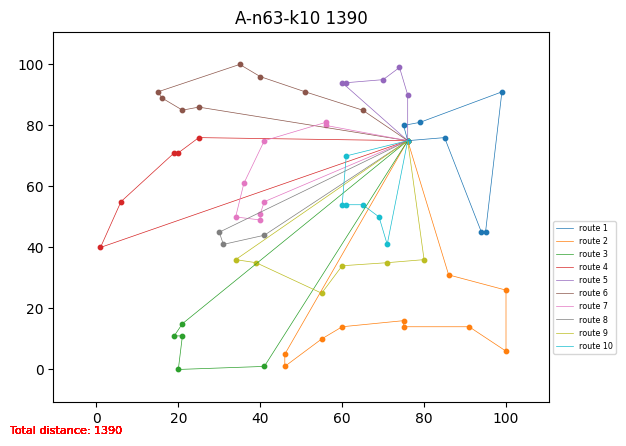 A-n63-k10 1390
100
80
60
40
20
0
0 20 40 60 80 100
route 1
route 2
route 3
route 4
route 5
route 6
route 7
route 8
route 9
route 10
Total distance: 1390